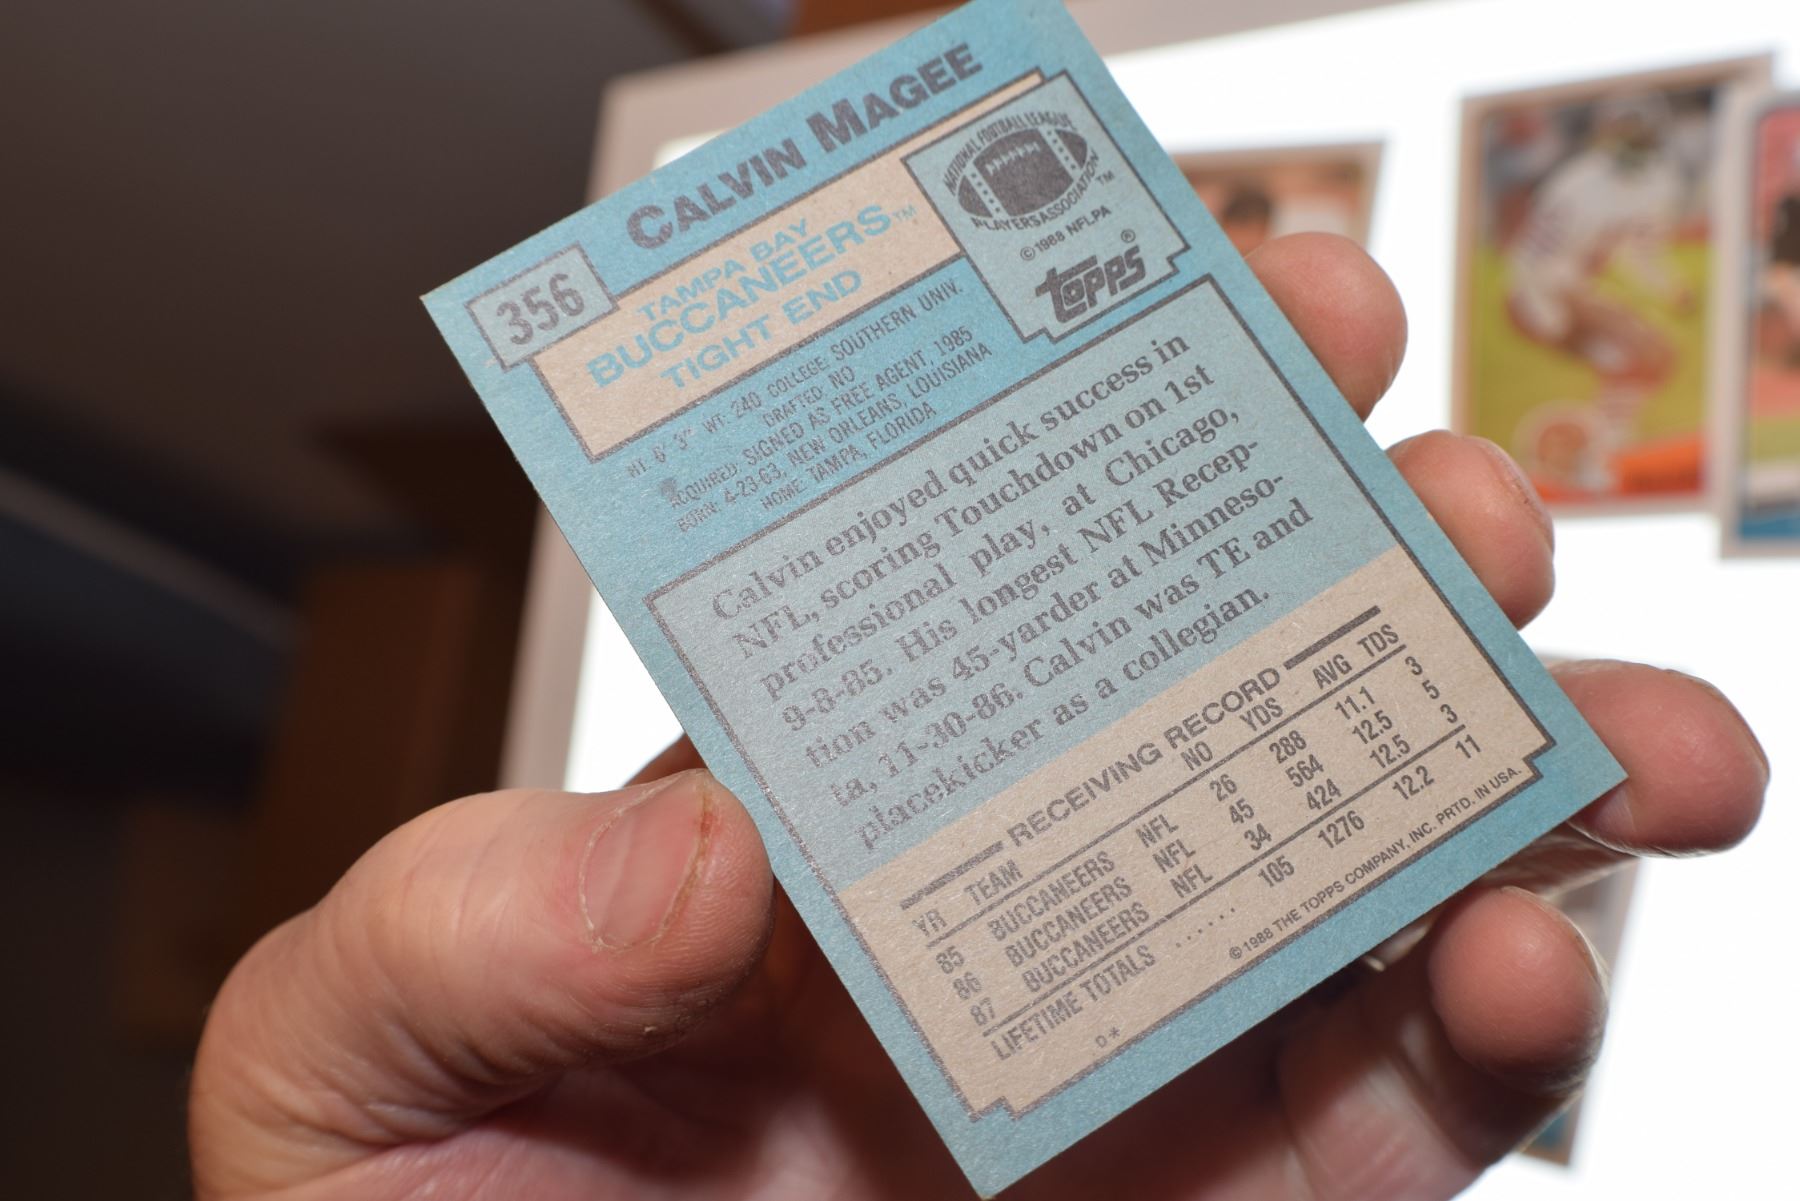 356
CALVIN MAGEE
TAMPA BAY
BUCCANEERS™
TIGHT END
NATIONAL FOOTBALL LEAGUE
PLAYERS ASSOCIATION™
© 1988 NFLPA
topps®
HT. 6' 3" WT. 240 COLLEGE: SOUTHERN UNIV.
DRAFTED: NO
ACQUIRED: SIGNED AS FREE AGENT, 1985
BORN: 4-23-63, NEW ORLEANS, LOUISIANA
HOME: TAMPA, FLORIDA
Calvin enjoyed quick success in
NFL, scoring Touchdown on 1st
professional play, at Chicago,
9-8-85. His longest NFL Recep-
tion was 45-yarder at Minneso-
ta, 11-30-86. Calvin was TE and
placekicker as a collegian.
RECEIVING RECORD
YR TEAM NO YDS AVG TDS
85 BUCCANEERS NFL 26 288 11.1 3
86 BUCCANEERS NFL 45 564 12.5 5
87 BUCCANEERS NFL 34 424 12.5 3
LIFETIME TOTALS ...... 105 1276 12.2 11
D* © 1988 THE TOPPS COMPANY, INC. PRTD. IN USA.